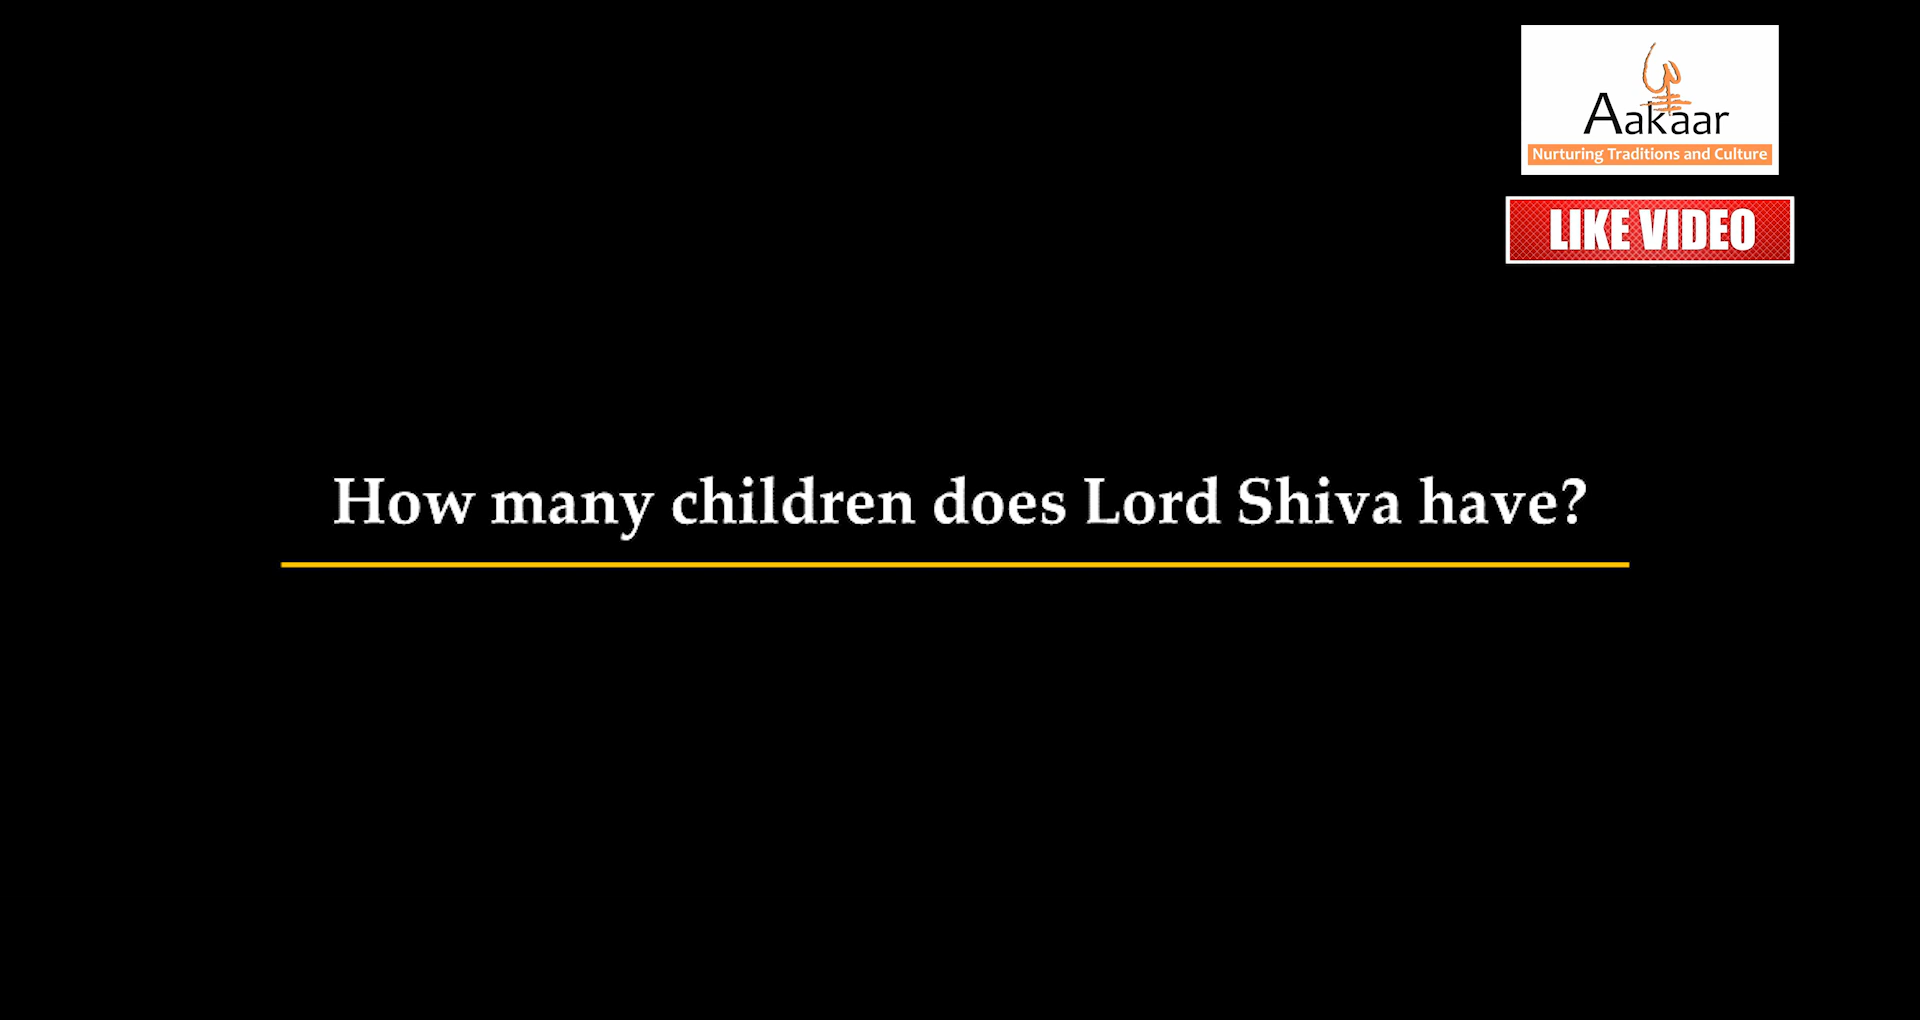 Aakaar
Nurturing Traditions and Culture
LIKE VIDEO
How many children does Lord Shiva have?